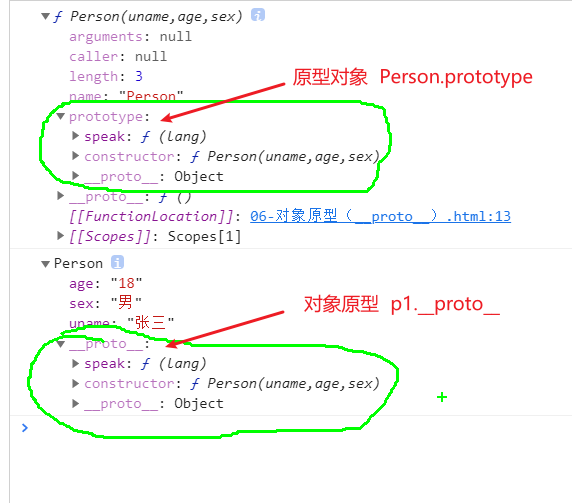 ▼ƒ Person(uname,age,sex) i
arguments: null
caller: null
length: 3
原型对象 Person.prototype
name: "Person"
▼prototype:
▶speak: ƒ (lang)
▶constructor: ƒ Person(uname,age,sex)
▶__proto__: Object
▶__proto__: ƒ ()
[[FunctionLocation]]: 06-对象原型（__proto__）.html:13
▶[[Scopes]]: Scopes[1]
▼Person i
age: "18"
sex: "男"
对象原型 p1.__proto__
uname: "张三"
▼__proto__:
▶speak: ƒ (lang)
▶constructor: ƒ Person(uname,age,sex)
▶__proto__: Object
>